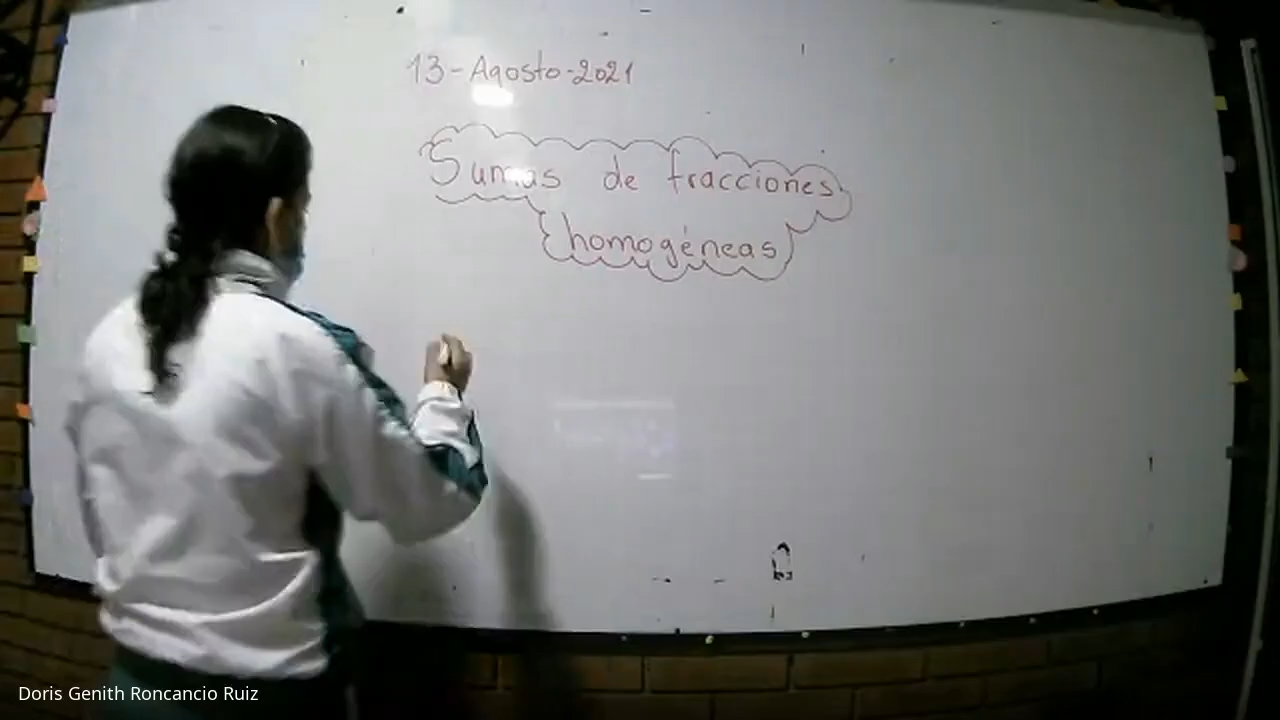 13-Agosto-2021
Sumas de fracciones
homogéneas
Doris Genith Roncancio Ruiz